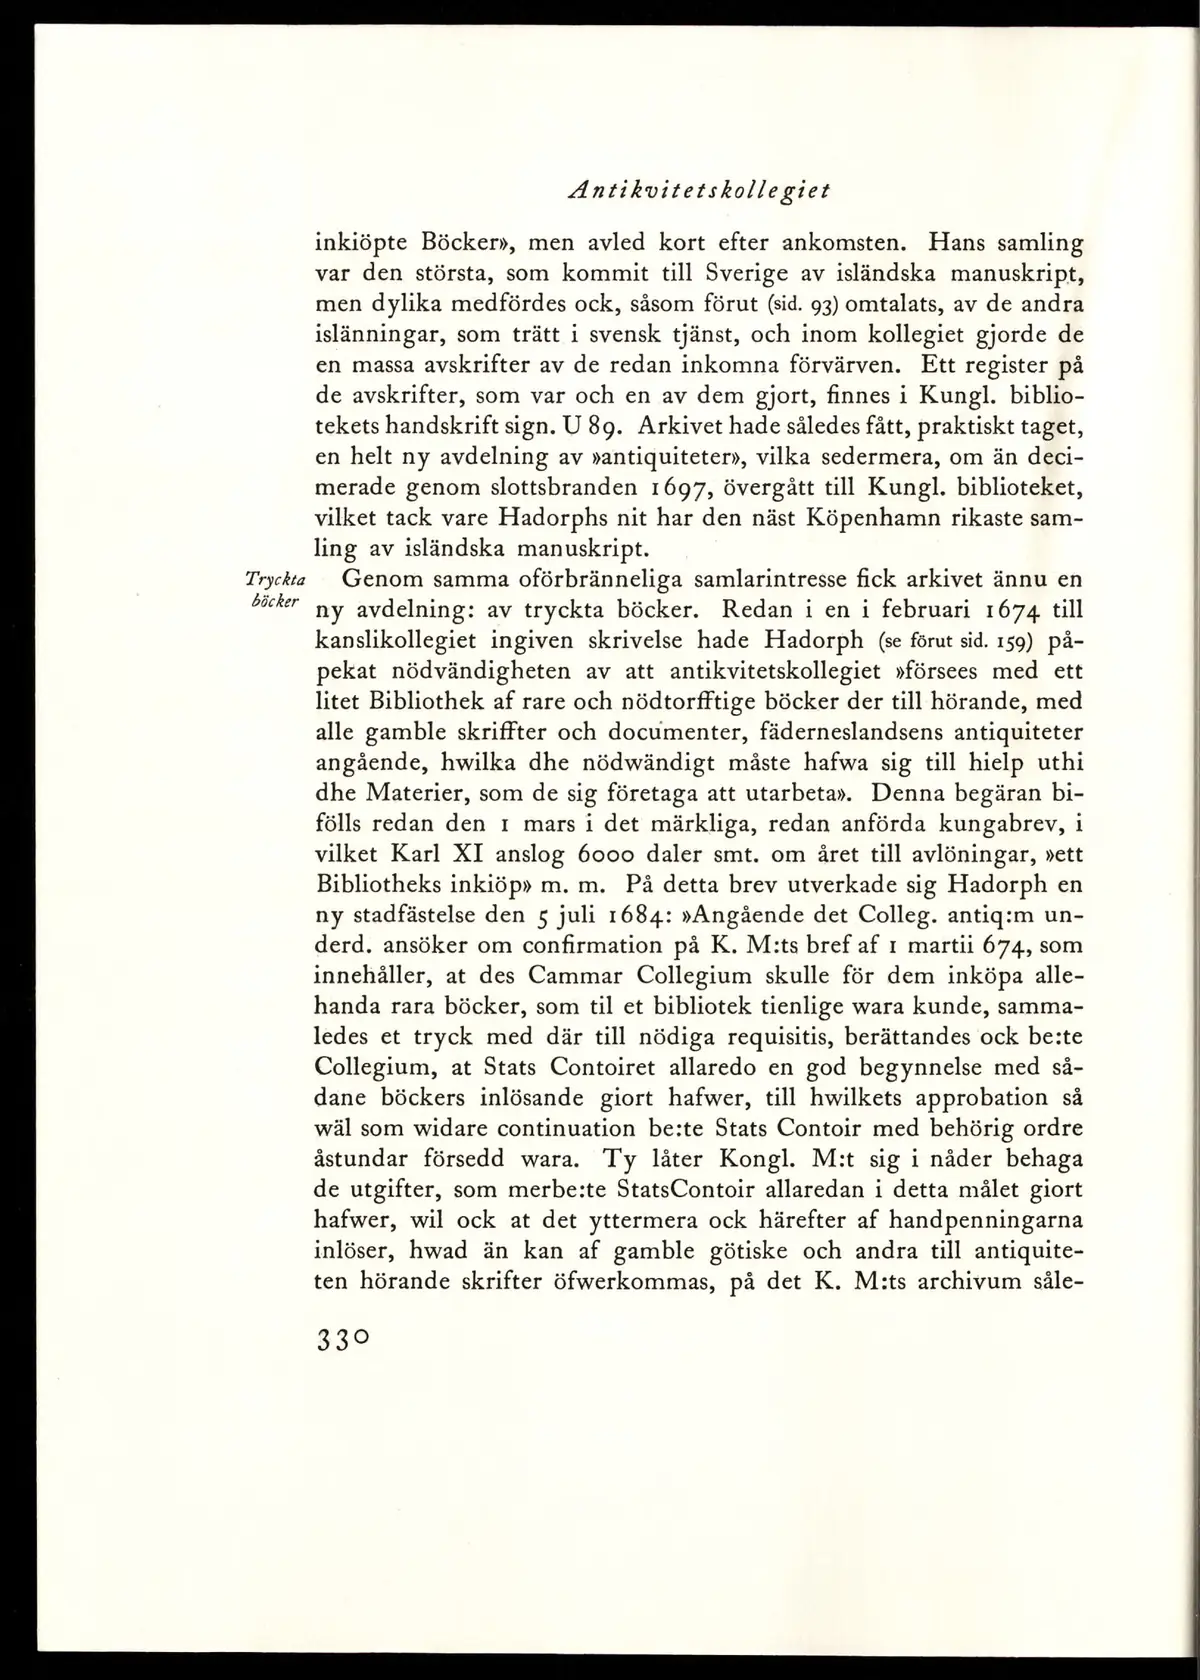 Antikvitetskollegiet
inkiöpte Böcker», men avled kort efter ankomsten. Hans samling
var den största, som kommit till Sverige av isländska manuskript,
men dylika medfördes ock, såsom förut (sid. 93) omtalats, av de andra
islänningar, som trätt i svensk tjänst, och inom kollegiet gjorde de
en massa avskrifter av de redan inkomna förvärven. Ett register på
de avskrifter, som var och en av dem gjort, finnes i Kungl. biblio-
tekets handskrift sign. U 89. Arkivet hade således fått, praktiskt taget,
en helt ny avdelning av »antiquiteter», vilka sedermera, om än deci-
merade genom slottsbranden 1697, övergått till Kungl. biblioteket,
vilket tack vare Hadorphs nit har den näst Köpenhamn rikaste sam-
ling av isländska manuskript.
Tryckta
böcker
Genom samma oförbränneliga samlarintresse fick arkivet ännu en
ny avdelning: av tryckta böcker. Redan i en i februari 1674 till
kanslikollegiet ingiven skrivelse hade Hadorph (se förut sid. 159) på-
pekat nödvändigheten av att antikvitetskollegiet »försees med ett
litet Bibliothek af rare och nödtorfftige böcker der till hörande, med
alle gamble skriffter och documenter, fäderneslandsens antiquiteter
angående, hwilka dhe nödwändigt måste hafwa sig till hielp uthi
dhe Materier, som de sig företaga att utarbeta». Denna begäran bi-
fölls redan den 1 mars i det märkliga, redan anförda kungabrev, i
vilket Karl XI anslog 6000 daler smt. om året till avlöningar, »ett
Bibliotheks inkiöp» m. m. På detta brev utverkade sig Hadorph en
ny stadfästelse den 5 juli 1684: »Angående det Colleg. antiq:m un-
derd. ansöker om confirmation på K. M:ts bref af 1 martii 674, som
innehåller, at des Cammar Collegium skulle för dem inköpa alle-
handa rara böcker, som til et bibliotek tienlige wara kunde, samma-
ledes et tryck med där till nödiga requisitis, berättandes ock be:te
Collegium, at Stats Contoiret allaredo en god begynnelse med så-
dane böckers inlösande giort hafwer, till hwilkets approbation så
wäl som widare continuation be:te Stats Contoir med behörig ordre
åstundar försedd wara. Ty låter Kongl. M:t sig i nåder behaga
de utgifter, som merbe:te StatsContoir allaredan i detta målet giort
hafwer, wil ock at det yttermera ock härefter af handpenningarna
inlöser, hwad än kan af gamble götiske och andra till antiquite-
ten hörande skrifter öfwerkommas, på det K. M:ts archivum såle-
330